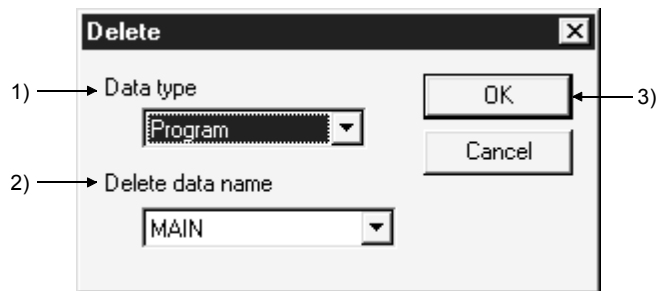 Delete
1) Data type
OK 3)
Program
Cancel
2) Delete data name
MAIN